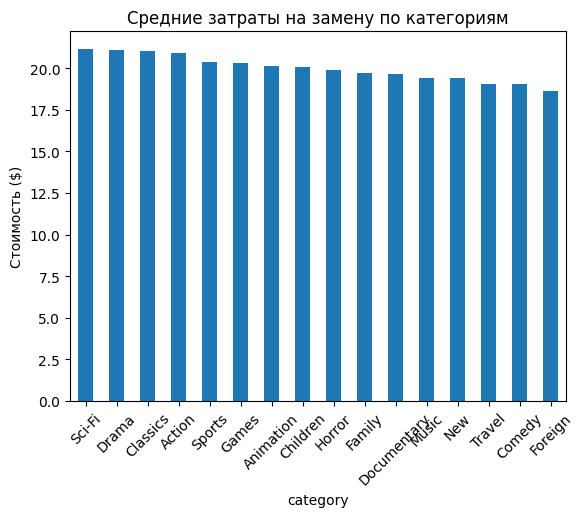 Средние затраты на замену по категориям
Стоимость ($)
20.0
17.5
15.0
12.5
10.0
7.5
5.0
2.5
0.0
Sci-Fi
Drama
Classics
Action
Sports
Games
Animation
Children
Horror
Family
Documentary
Music
New
Travel
Comedy
Foreign
category